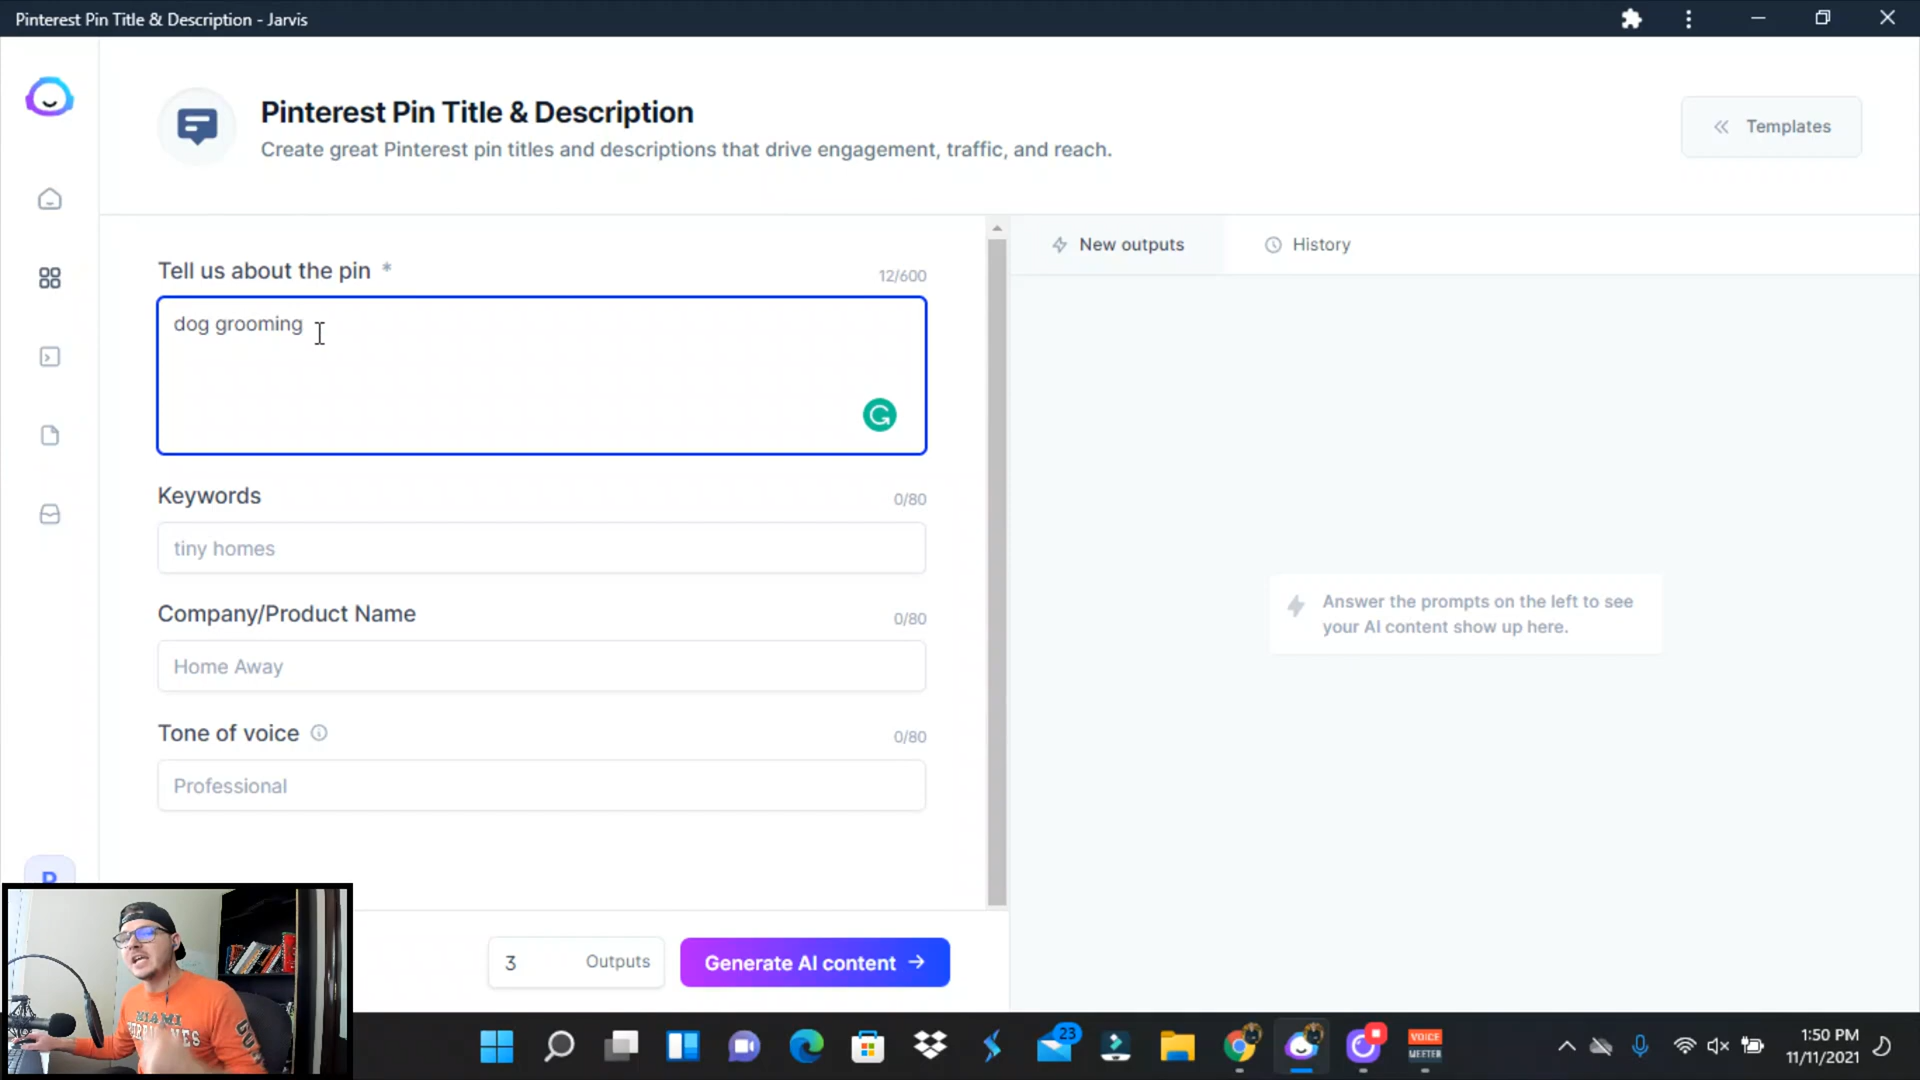 Pinterest Pin Title & Description - Jarvis
Pinterest Pin Title & Description
Create great Pinterest pin titles and descriptions that drive engagement, traffic, and reach.
Templates
Tell us about the pin *
12/600
dog grooming
Keywords
0/80
tiny homes
Company/Product Name
0/80
Home Away
Tone of voice
0/80
Professional
3 Outputs
Generate AI content
New outputs
History
Answer the prompts on the left to see
your AI content show up here.
MIAMI
23
VOICE
MEETER
1:50 PM
11/11/2021